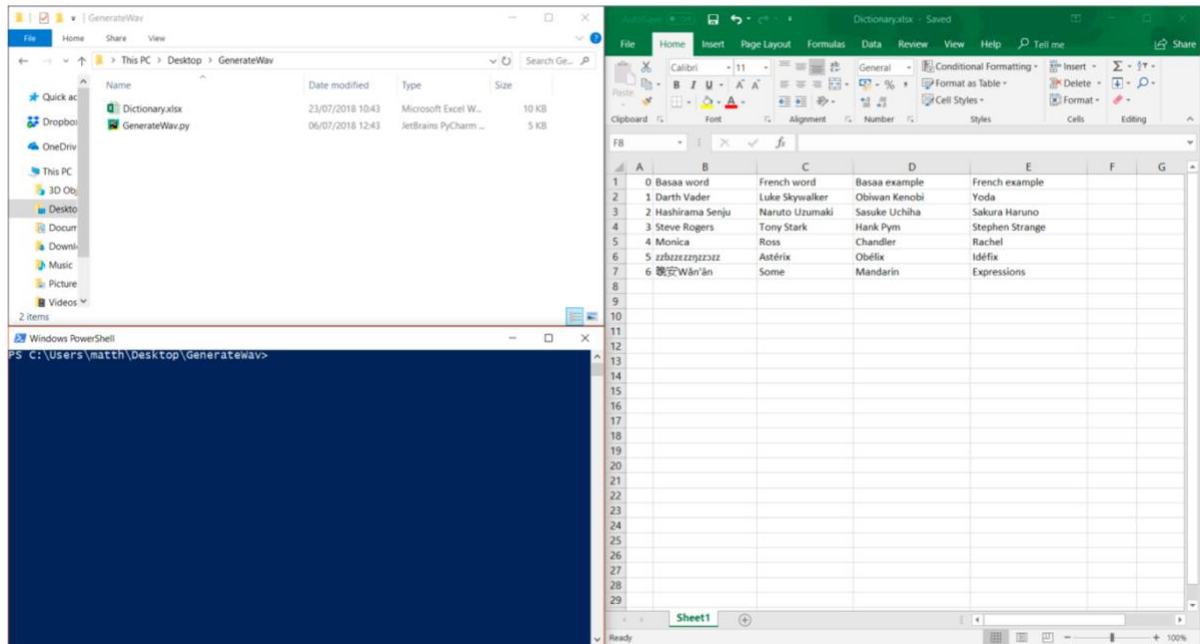 GenerateWav
File Home Share View
This PC > Desktop > GenerateWav
Search Ge...
Name Date modified Type Size
Dictionary.xlsx 23/07/2018 10:43 Microsoft Excel W... 10 KB
GenerateWav.py 06/07/2018 12:43 JetBrains PyCharm ... 5 KB
Quick ac
Dropbo
OneDriv
This PC
3D Obj
Deskto
Docum
Downl
Music
Picture
Videos
2 items
Windows PowerShell
PS C:\Users\matth\Desktop\GenerateWav>
AutoSave
Dictionary.xlsx - Saved
File Home Insert Page Layout Formulas Data Review View Help Tell me Share
Paste
Calibri 11
B I U
General
Conditional Formatting
Format as Table
Cell Styles
Insert
Delete
Format
Clipboard Font Alignment Number Styles Cells Editing
F8 fx
A B C D E F G
1 0 Basaa word French word Basaa example French example
2 1 Darth Vader Luke Skywalker Obiwan Kenobi Yoda
3 2 Hashirama Senju Naruto Uzumaki Sasuke Uchiha Sakura Haruno
4 3 Steve Rogers Tony Stark Hank Pym Stephen Strange
5 4 Monica Ross Chandler Rachel
6 5 Astérix Obélix Idéfix
7 6 晚安Wǎn'ān Some Mandarin Expressions
8
9
10
11
12
13
14
15
16
17
18
19
20
21
22
23
24
25
26
27
28
29
Sheet1
Ready 100%